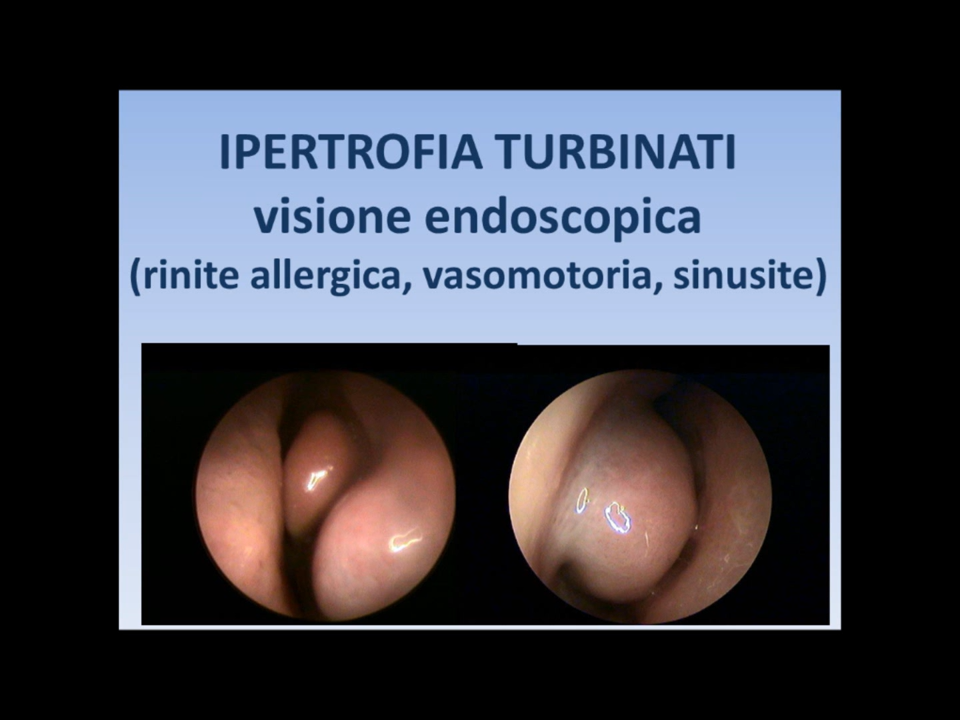 IPERTROFIA TURBINATI
visione endoscopica
(rinite allergica, vasomotoria, sinusite)